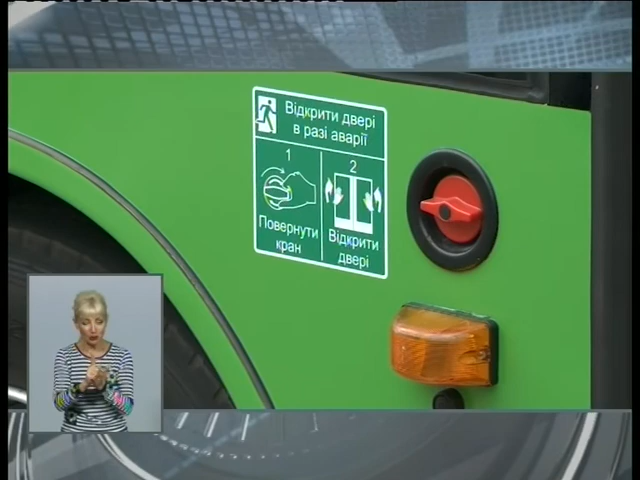 Відкрити двері
в разі аварії
1
Повернути
кран
2
Відкрити
двері